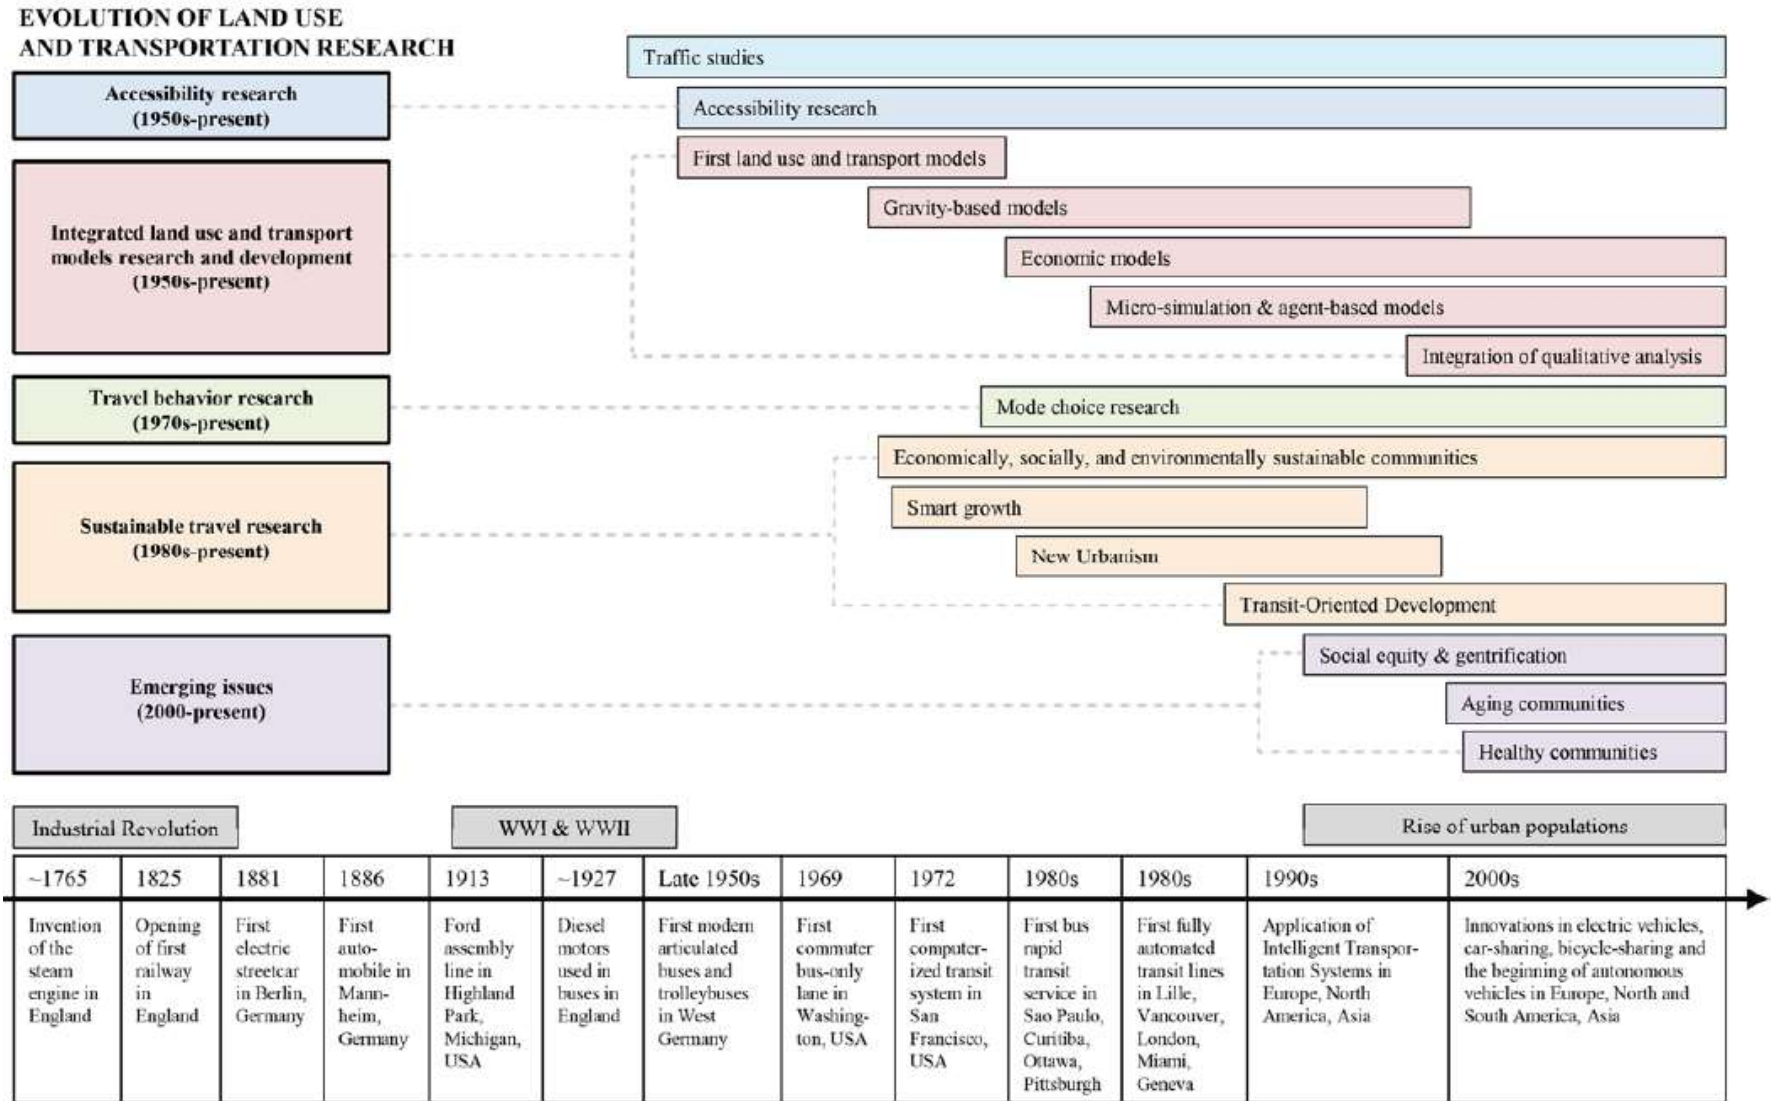 EVOLUTION OF LAND USE
AND TRANSPORTATION RESEARCH
Traffic studies
Accessibility research
(1950s-present)
Accessibility research
First land use and transport models
Gravity-based models
Integrated land use and transport
models research and development
(1950s-present)
Economic models
Micro-simulation & agent-based models
Integration of qualitative analysis
Travel behavior research
(1970s-present)
Mode choice research
Economically, socially, and environmentally sustainable communities
Smart growth
Sustainable travel research
(1980s-present)
New Urbanism
Transit-Oriented Development
Social equity & gentrification
Emerging issues
(2000-present)
Aging communities
Healthy communities
Industrial Revolution
WWI & WWII
Rise of urban populations
~1765
Invention
of the
steam
engine in
England
1825
Opening
of first
railway
in
England
1881
First
electric
streetcar
in Berlin,
Germany
1886
First
auto-
mobile in
Mann-
heim,
Germany
1913
Ford
assembly
line in
Highland
Park,
Michigan,
USA
~1927
Diesel
motors
used in
buses in
England
Late 1950s
First modern
articulated
buses and
trolleybuses
in West
Germany
1969
First
commuter
bus-only
lane in
Washing-
ton, USA
1972
First
computer-
ized transit
system in
San
Francisco,
USA
1980s
First bus
rapid
transit
service in
Sao Paulo,
Curitiba,
Ottawa,
Pittsburgh
1980s
First fully
automated
transit lines
in Lille,
Vancouver,
London,
Miami,
Geneva
1990s
Application of
Intelligent Transpor-
tation Systems in
Europe, North
America, Asia
2000s
Innovations in electric vehicles,
car-sharing, bicycle-sharing and
the beginning of autonomous
vehicles in Europe, North and
South America, Asia